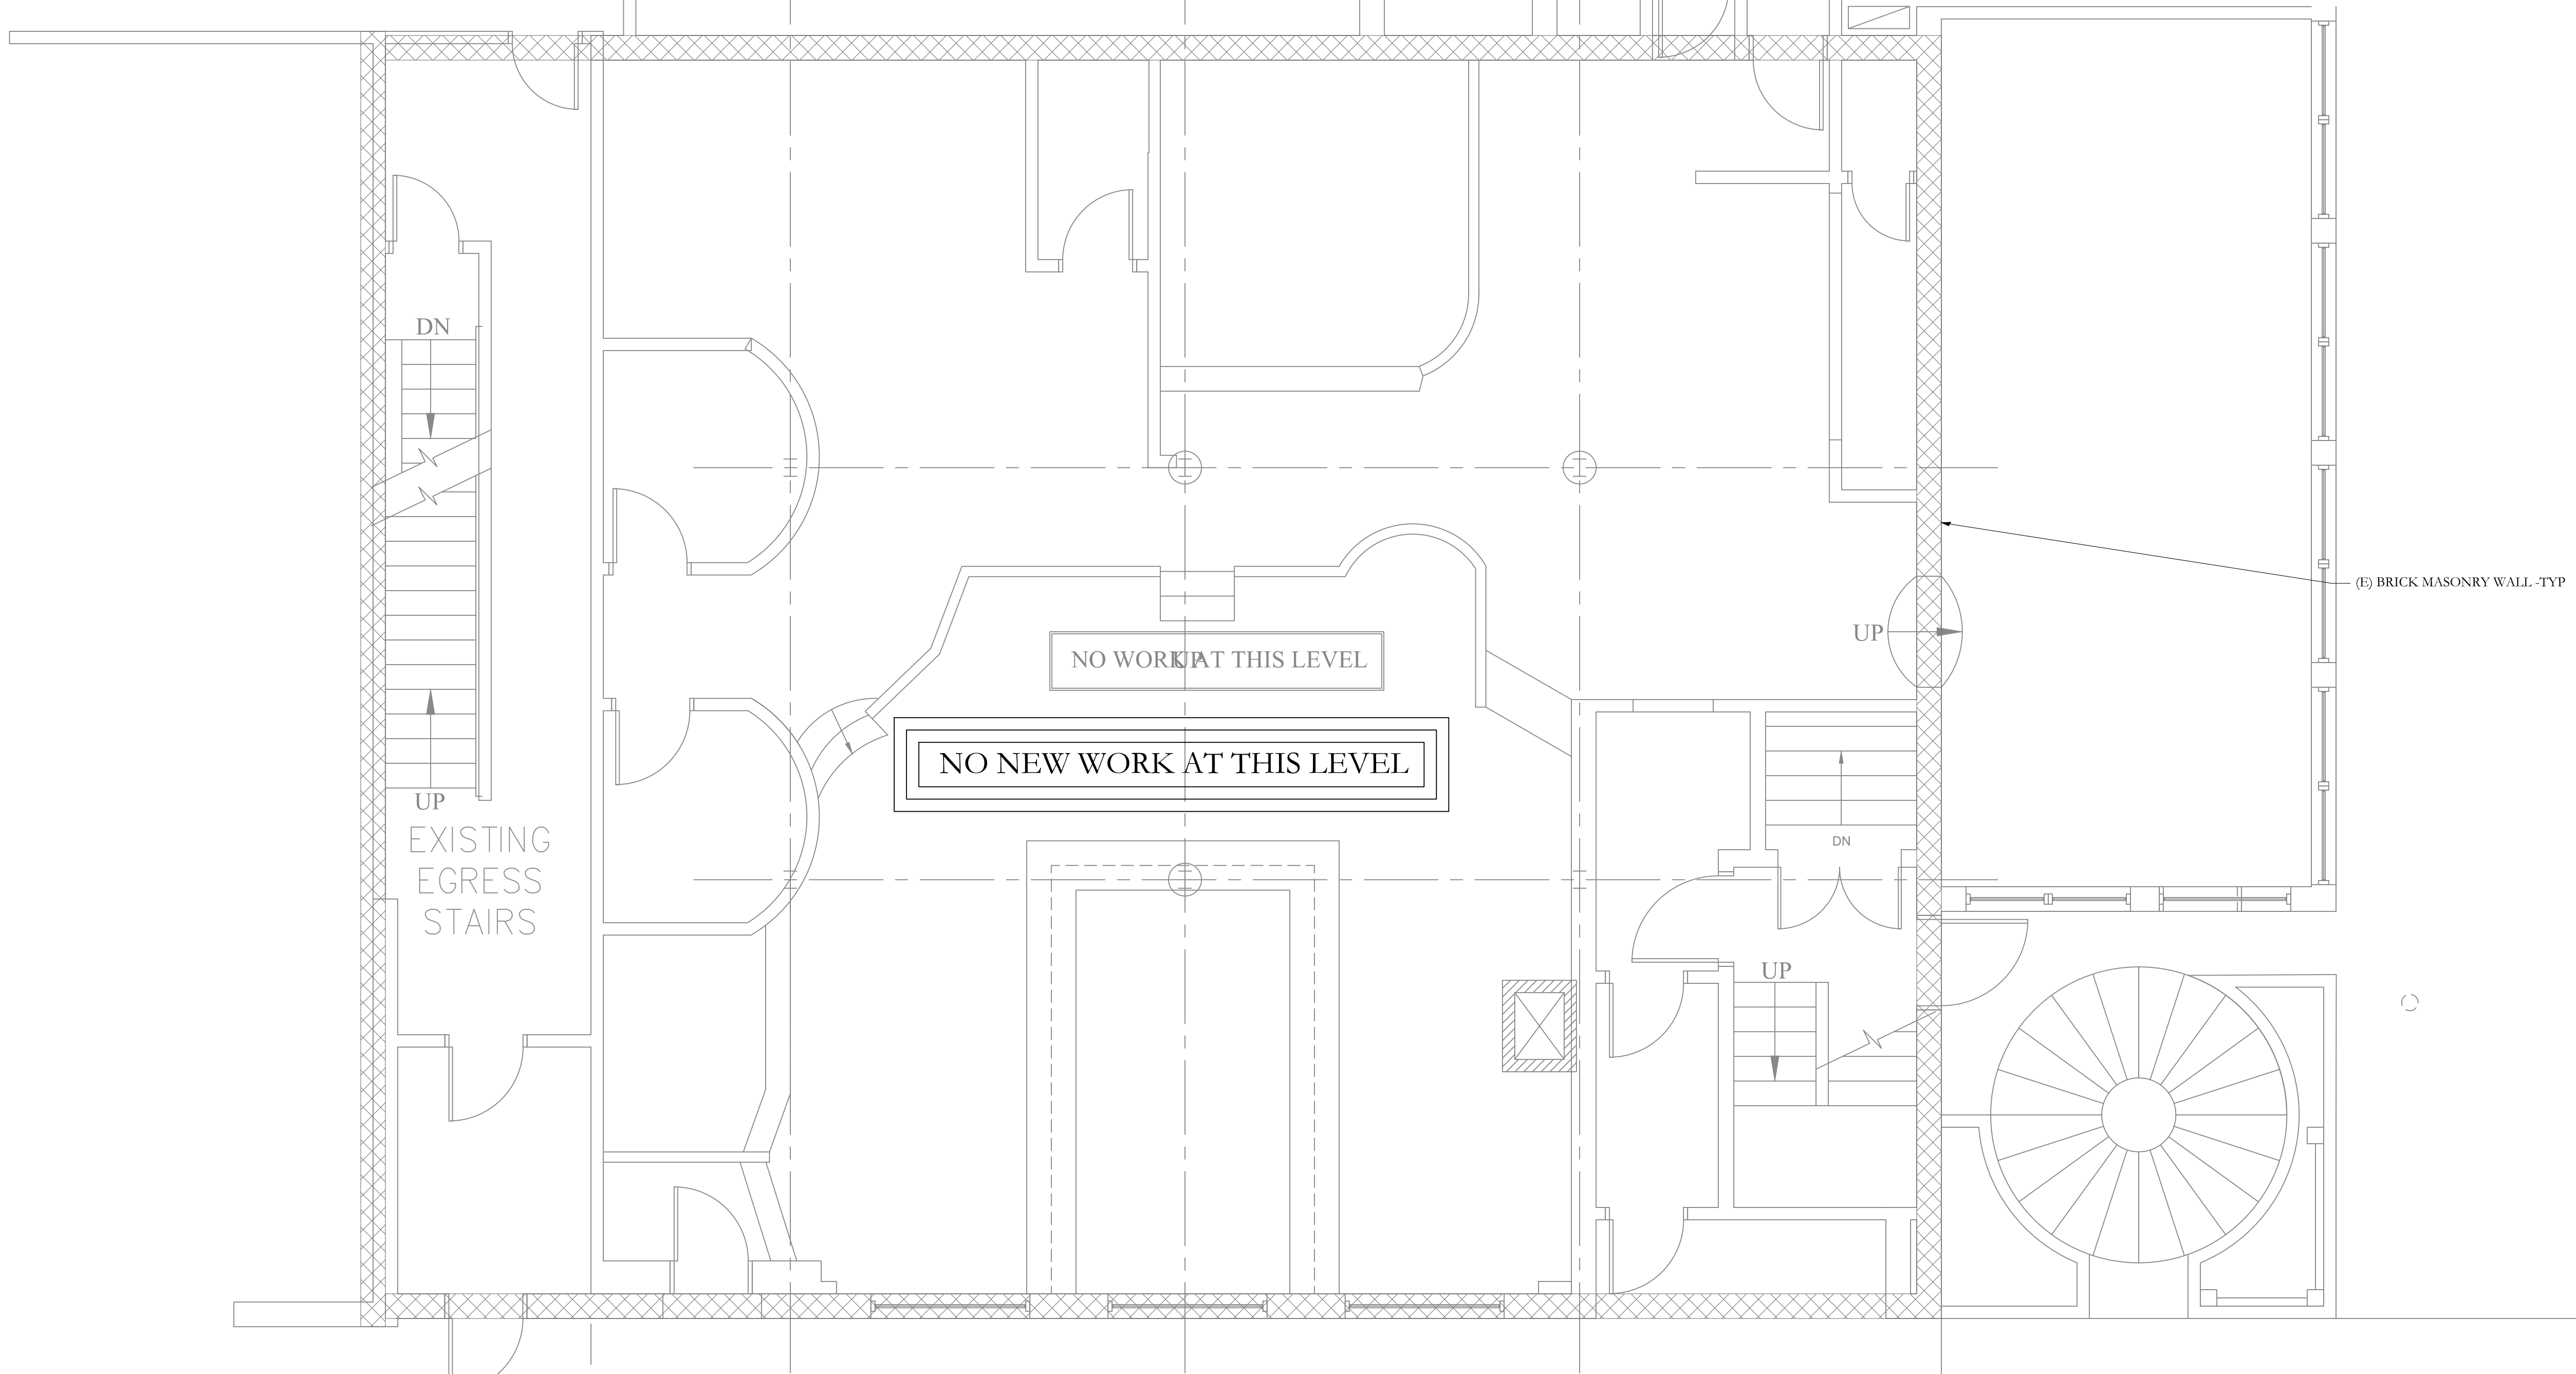 DN
(E) BRICK MASONRY WALL -TYP
UP
NO WORK AT THIS LEVEL
UP
NO NEW WORK AT THIS LEVEL
UP
EXISTING
EGRESS
STAIRS
DN
UP